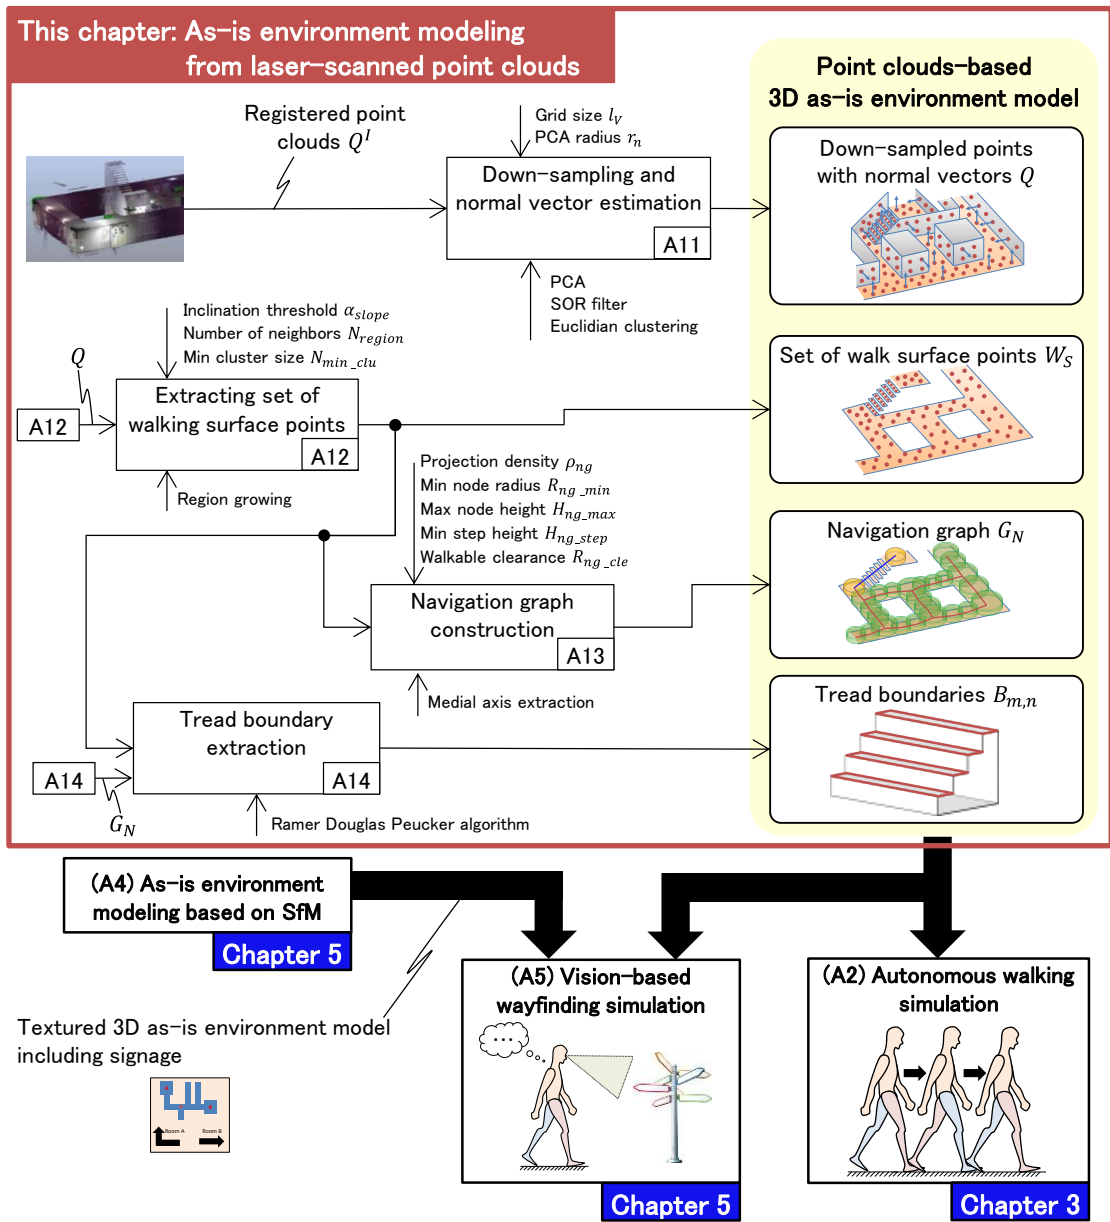 This chapter: As-is environment modeling
from laser-scanned point clouds
Point clouds-based
3D as-is environment model
Registered point
clouds Q^I
Grid size l_V
PCA radius r_n
Down-sampling and
normal vector estimation
A11
PCA
SOR filter
Euclidian clustering
Down-sampled points
with normal vectors Q
Inclination threshold α_slope
Number of neighbors N_region
Min cluster size N_min_clu
Q
A12
Extracting set of
walking surface points
A12
Region growing
Set of walk surface points W_S
Projection density ρ_ng
Min node radius R_ng_min
Max node height H_ng_max
Min step height H_ng_step
Walkable clearance R_ng_cle
Navigation graph
construction
A13
Medial axis extraction
Navigation graph G_N
Tread boundary
extraction
A14
A14
G_N
Ramer Douglas Peucker algorithm
Tread boundaries B_m,n
(A4) As-is environment
modeling based on SfM
Chapter 5
Textured 3D as-is environment model
including signage
Room A
Room B
(A5) Vision-based
wayfinding simulation
...
Chapter 5
(A2) Autonomous walking
simulation
Chapter 3